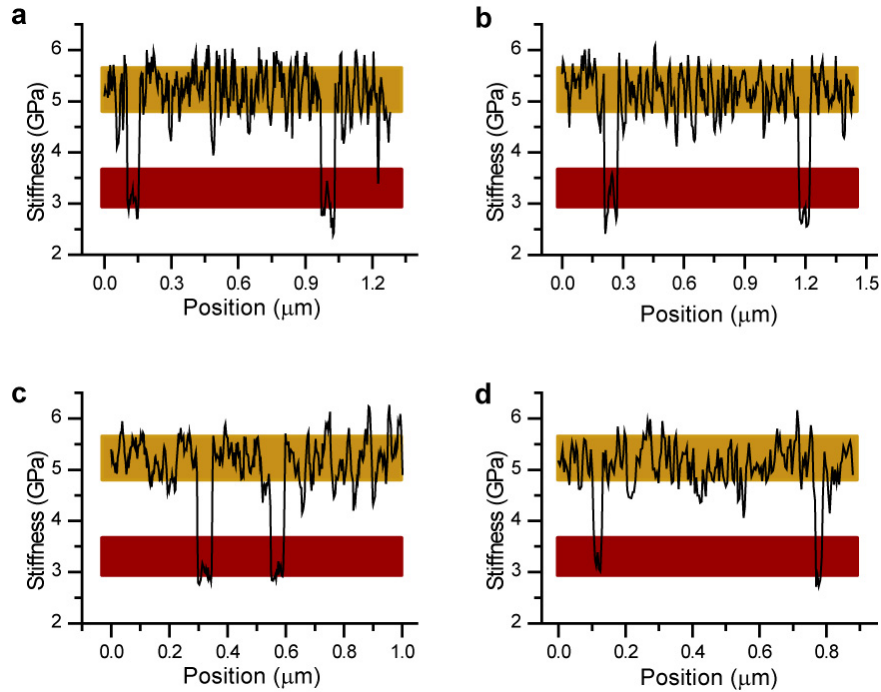 a
6
5
4
3
2
Stiffness (GPa)
0.0 0.3 0.6 0.9 1.2
Position (μm)
b
6
5
4
3
2
Stiffness (GPa)
0.0 0.3 0.6 0.9 1.2 1.5
Position (μm)
c
6
5
4
3
2
Stiffness (GPa)
0.0 0.2 0.4 0.6 0.8 1.0
Position (μm)
d
6
5
4
3
2
Stiffness (GPa)
0.0 0.2 0.4 0.6 0.8
Position (μm)